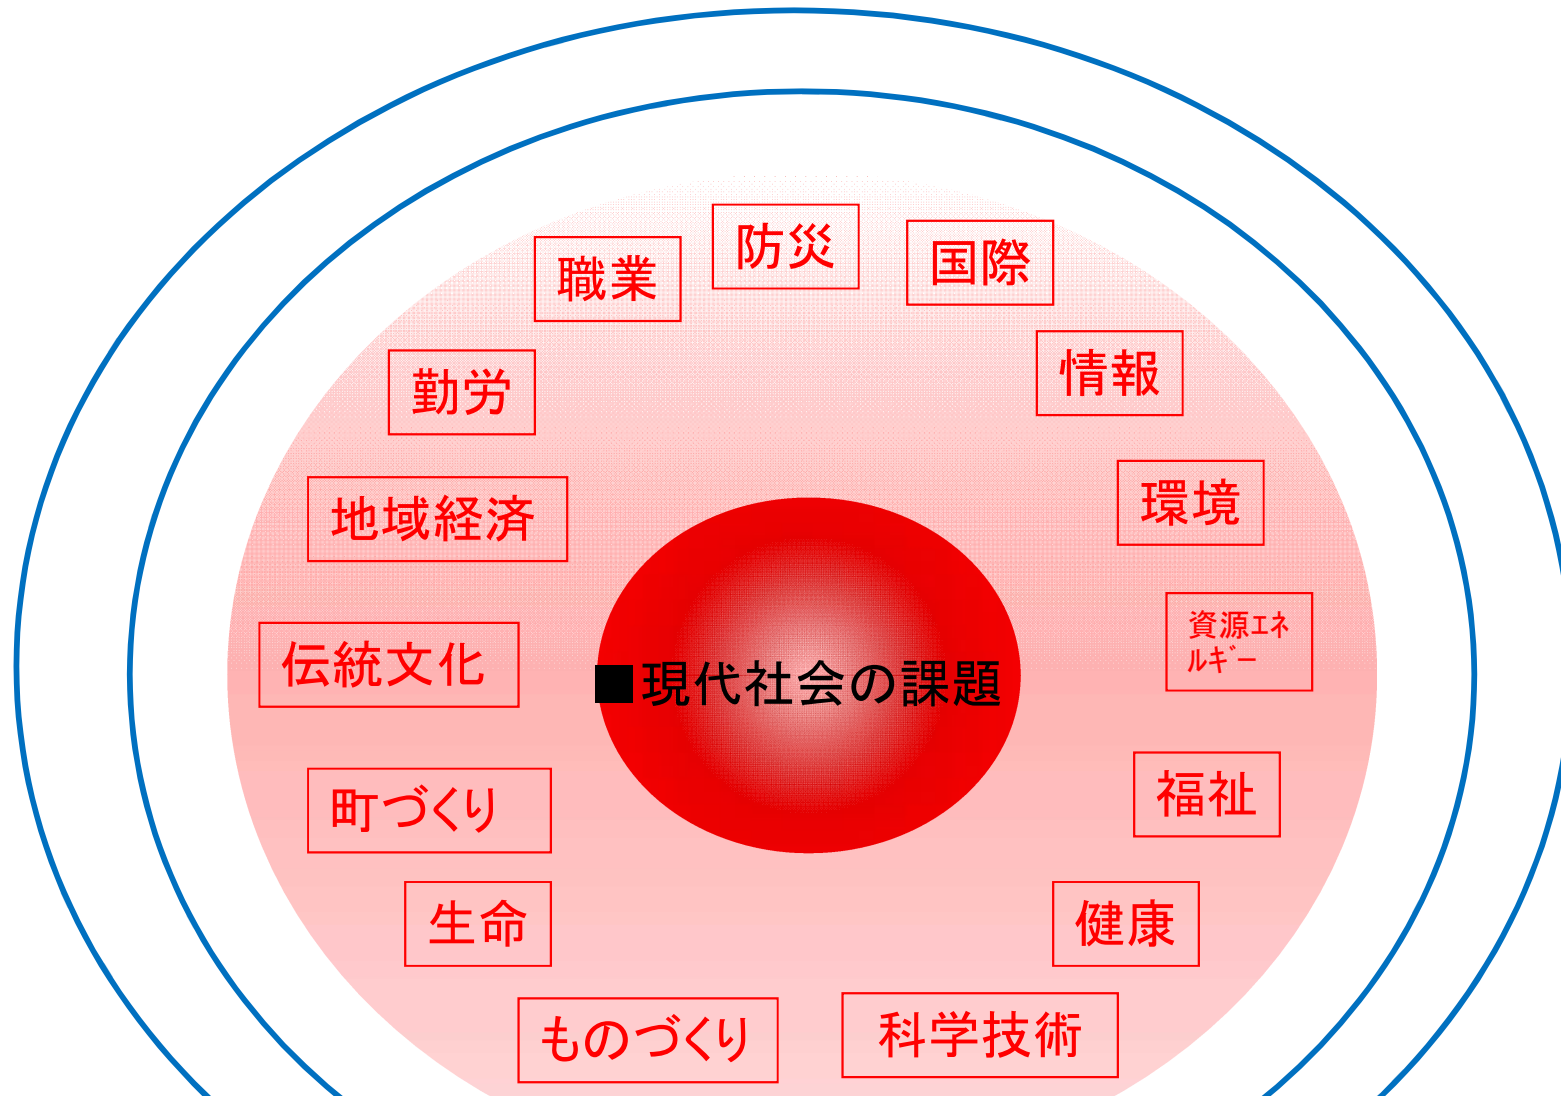 防災
国際
職業
情報
勤労
環境
地域経済
資源ｴﾈ
ﾙｷﾞｰ
伝統文化
■現代社会の課題
福祉
町づくり
生命
健康
ものづくり
科学技術